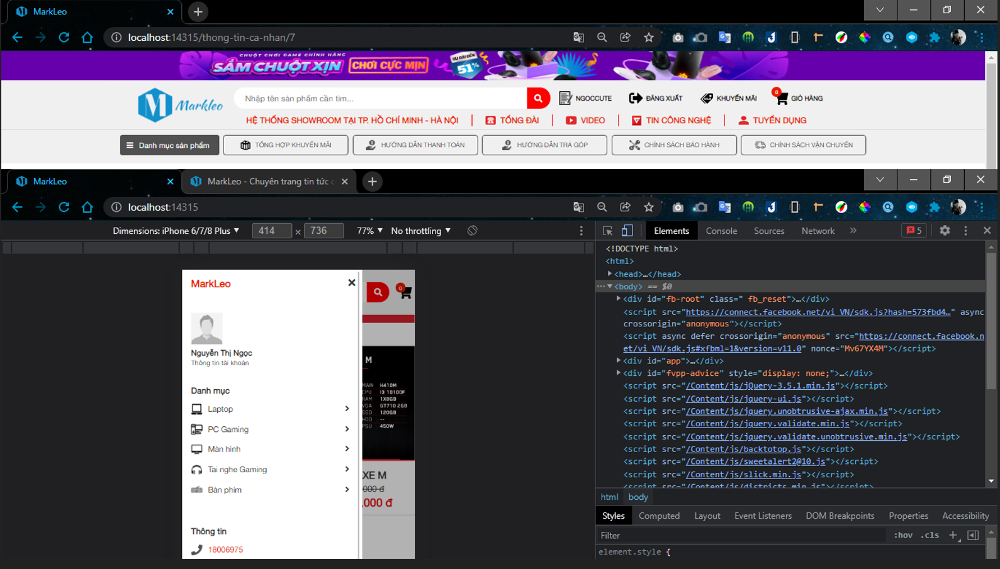 MarkLeo
localhost:14315/thong-tin-ca-nhan/7
CHUỘT CHƠI GAME CHÍNH HÃNG
SẮM CHUỘT XỊN CHƠI CỰC MỊN
ƯU ĐÃI ĐẾN
51%
Markleo
Nhập tên sản phẩm cần tìm...
NGOCCUTE
ĐĂNG XUẤT
KHUYẾN MÃI
0
GIỎ HÀNG
HỆ THỐNG SHOWROOM TẠI TP. HỒ CHÍ MINH - HÀ NỘI
TỔNG ĐÀI
VIDEO
TIN CÔNG NGHỆ
TUYỂN DỤNG
Danh mục sản phẩm
TỔNG HỢP KHUYẾN MÃI
HƯỚNG DẪN THANH TOÁN
HƯỚNG DẪN TRẢ GÓP
CHÍNH SÁCH BẢO HÀNH
CHÍNH SÁCH VẬN CHUYỂN
MarkLeo
MarkLeo - Chuyên trang tin tức
localhost:14315
Dimensions: iPhone 6/7/8 Plus
414 × 736
77%
No throttling
Elements
Console
Sources
Network
5
MarkLeo
0
Nguyễn Thị Ngọc
Thông tin tài khoản
Danh mục
Laptop
PC Gaming
Màn hình
Tai nghe Gaming
Bàn phím
Thông tin
18006975
M
MAIN H410M
CPU I3 10100F
RAM 1X8GB
VGA GT710 2GB
SSD 120GB
HDD --
PSU 450W
XE M
000 đ
,000 đ
<!DOCTYPE html>
<html>
<head>…</head>
<body> == $0
<div id="fb-root" class=" fb_reset">…</div>
<script src="https://connect.facebook.net/vi_VN/sdk.js?hash=573fbd4…" async
crossorigin="anonymous"></script>
<script async defer crossorigin="anonymous" src="https://connect.facebook.n
et/vi_VN/sdk.js#xfbml=1&version=v11.0" nonce="Mv67YX4M"></script>
<div id="app">…</div>
<div id="fvpp-advice" style="display: none;">…</div>
<script src="/Content/js/jQuery-3.5.1.min.js"></script>
<script src="/Content/js/jquery-ui.js"></script>
<script src="/Content/js/jquery.unobtrusive-ajax.min.js"></script>
<script src="/Content/js/jquery.validate.min.js"></script>
<script src="/Content/js/jquery.validate.unobtrusive.min.js"></script>
<script src="/Content/js/backtotop.js"></script>
<script src="/Content/js/sweetalert2@10.js"></script>
<script src="/Content/js/slick.min.js"></script>
<script src="/Content/js/districts.min.js"></script>
html body
Styles
Computed
Layout
Event Listeners
DOM Breakpoints
Properties
Accessibility
Filter
:hov .cls
element.style {